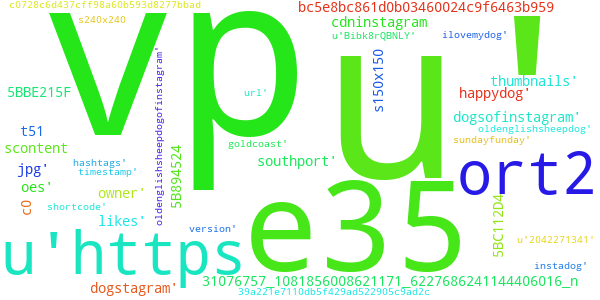 c0728c6d437cff98a60b593d8277bbad
bc5e8bc861d0b03460024c9f6463b959
s240x240
cdninstagram
u'Bibk8rQBNLY'
ilovemydog'
vp
u'
s150x150
thumbnails'
5BBE215F
url'
happydog'
oldenglishsheepdogofinstagram'
t51
dogsofinstagram'
oldenglishsheepdog'
scontent
goldcoast'
sundayfunday'
hashtags'
5B894524
southport'
jpg'
timestamp'
ort2
oes'
owner'
e35
c0
shortcode'
likes'
5BC112D4
version'
u'https
u'2042271341'
instadog'
31076757_1081856008621171_6227686241144406016_n
dogstagram'
39a221e7110db5f429ad522905c9ad2c